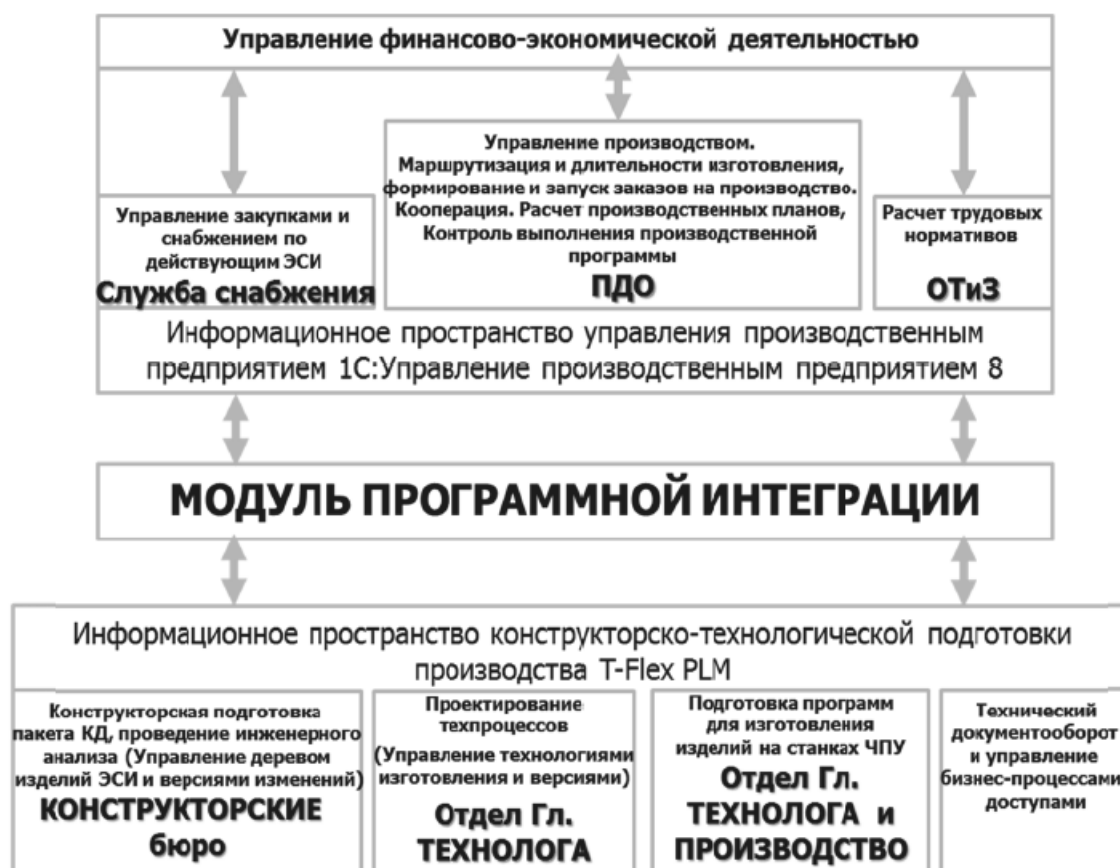 Управление финансово-экономической деятельностью
Управление закупками и
снабжением по
действующим ЭСИ
Служба снабжения
Управление производством.
Маршрутизация и длительности изготовления,
формирование и запуск заказов на производство.
Кооперация. Расчет производственных планов,
Контроль выполнения производственной
программы
ПДО
Расчет трудовых
нормативов
ОТиЗ
Информационное пространство управления производственным
предприятием 1С:Управление производственным предприятием 8
МОДУЛЬ ПРОГРАММНОЙ ИНТЕГРАЦИИ
Информационное пространство конструкторско-технологической подготовки
производства T-Flex PLM
Конструкторская подготовка
пакета КД, проведение инженерного
анализа (Управление деревом
изделий ЭСИ и версиями изменений)
КОНСТРУКТОРСКИЕ
бюро
Проектирование
техпроцессов
(Управление технологиями
изготовления и версиями)
Отдел Гл.
ТЕХНОЛОГА
Подготовка программ
для изготовления
изделий на станках ЧПУ
Отдел Гл.
ТЕХНОЛОГА и
ПРОИЗВОДСТВО
Технический
документооборот
и управление
бизнес-процессами
доступами